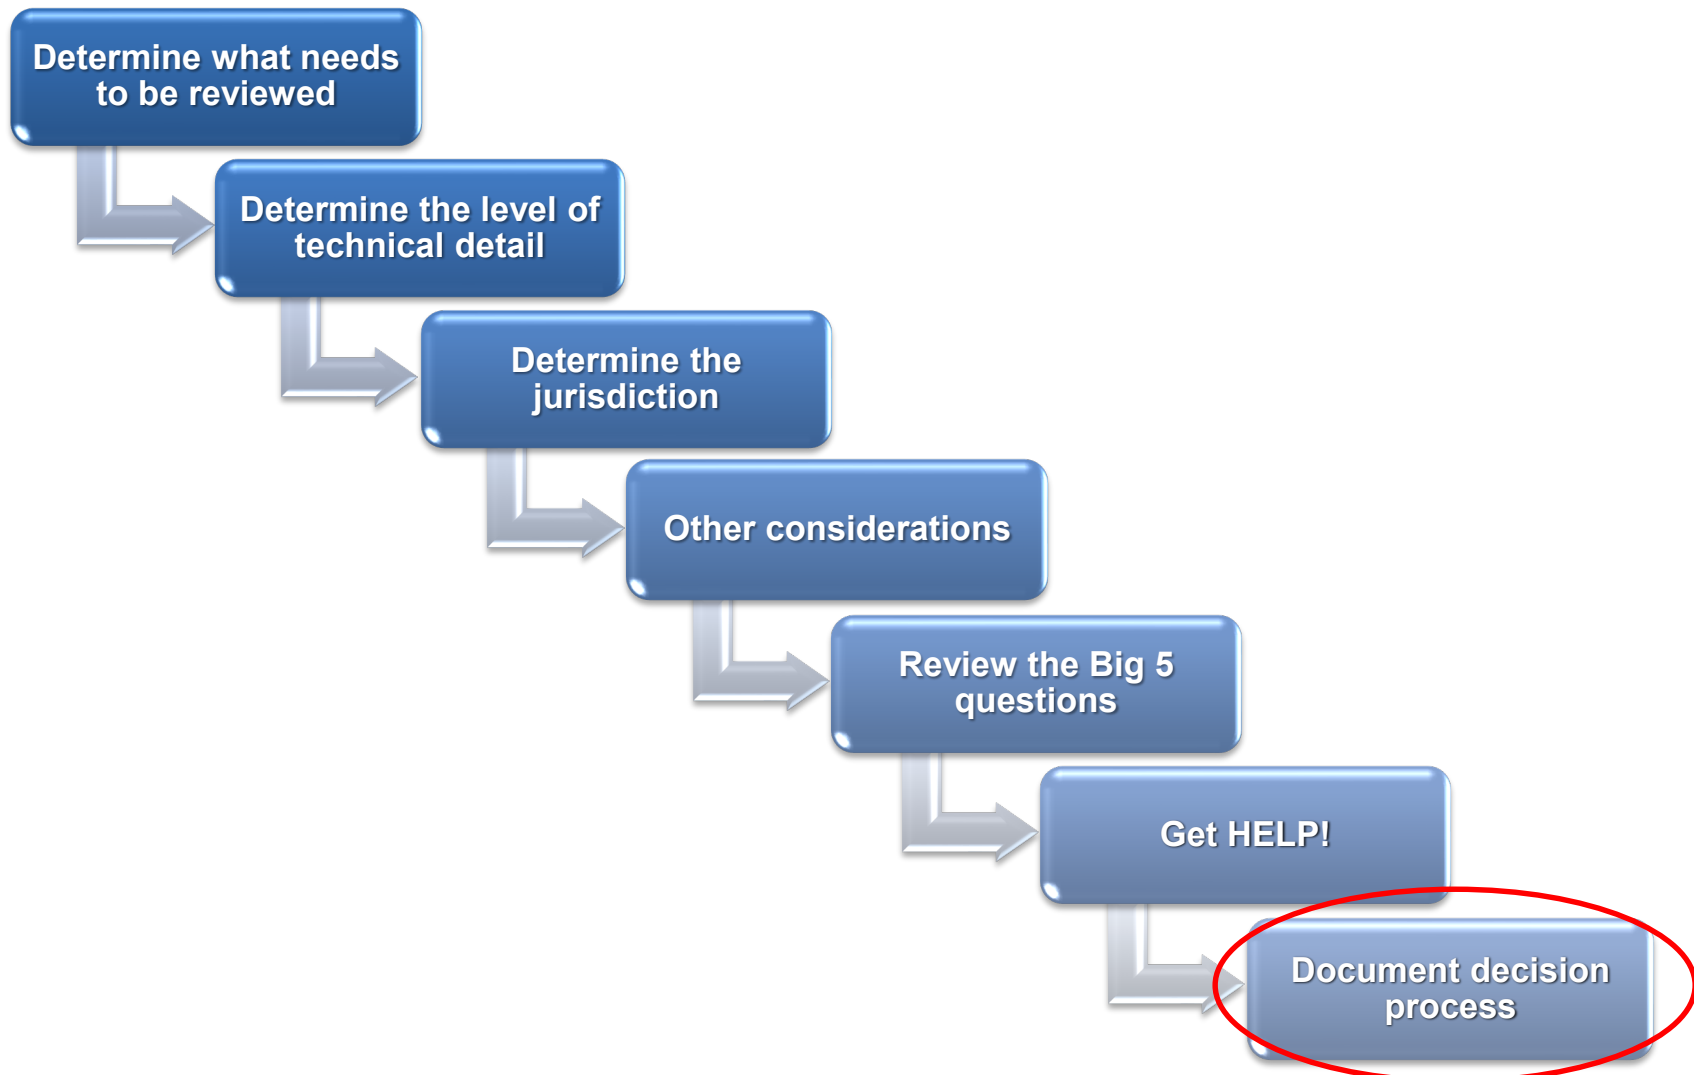 Determine what needs
to be reviewed
Determine the level of
technical detail
Determine the
jurisdiction
Other considerations
Review the Big 5
questions
Get HELP!
Document decision
process